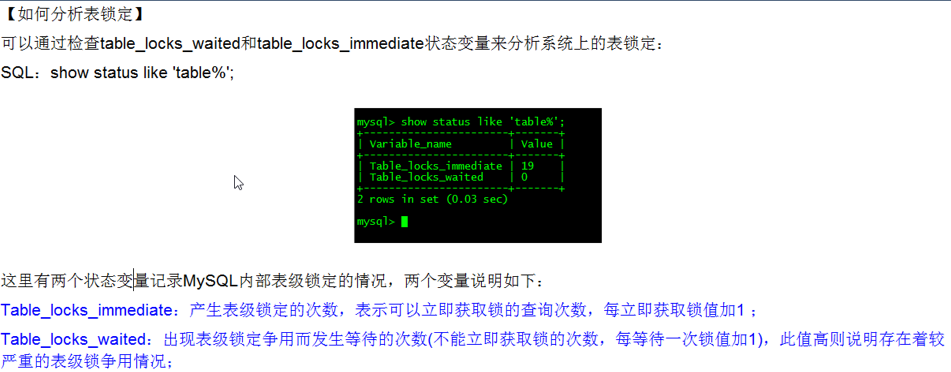 【如何分析表锁定】
可以通过检查table_locks_waited和table_locks_immediate状态变量来分析系统上的表锁定：
SQL：show status like 'table%';
mysql> show status like 'table%';
+-----------------------+-------+
| Variable_name | Value |
+-----------------------+-------+
| Table_locks_immediate | 19 |
| Table_locks_waited | 0 |
+-----------------------+-------+
2 rows in set (0.03 sec)
mysql>
这里有两个状态变量记录MySQL内部表级锁定的情况，两个变量说明如下：
Table_locks_immediate：产生表级锁定的次数，表示可以立即获取锁的查询次数，每立即获取锁值加1 ；
Table_locks_waited：出现表级锁定争用而发生等待的次数(不能立即获取锁的次数，每等待一次锁值加1)，此值高则说明存在着较
严重的表级锁争用情况；